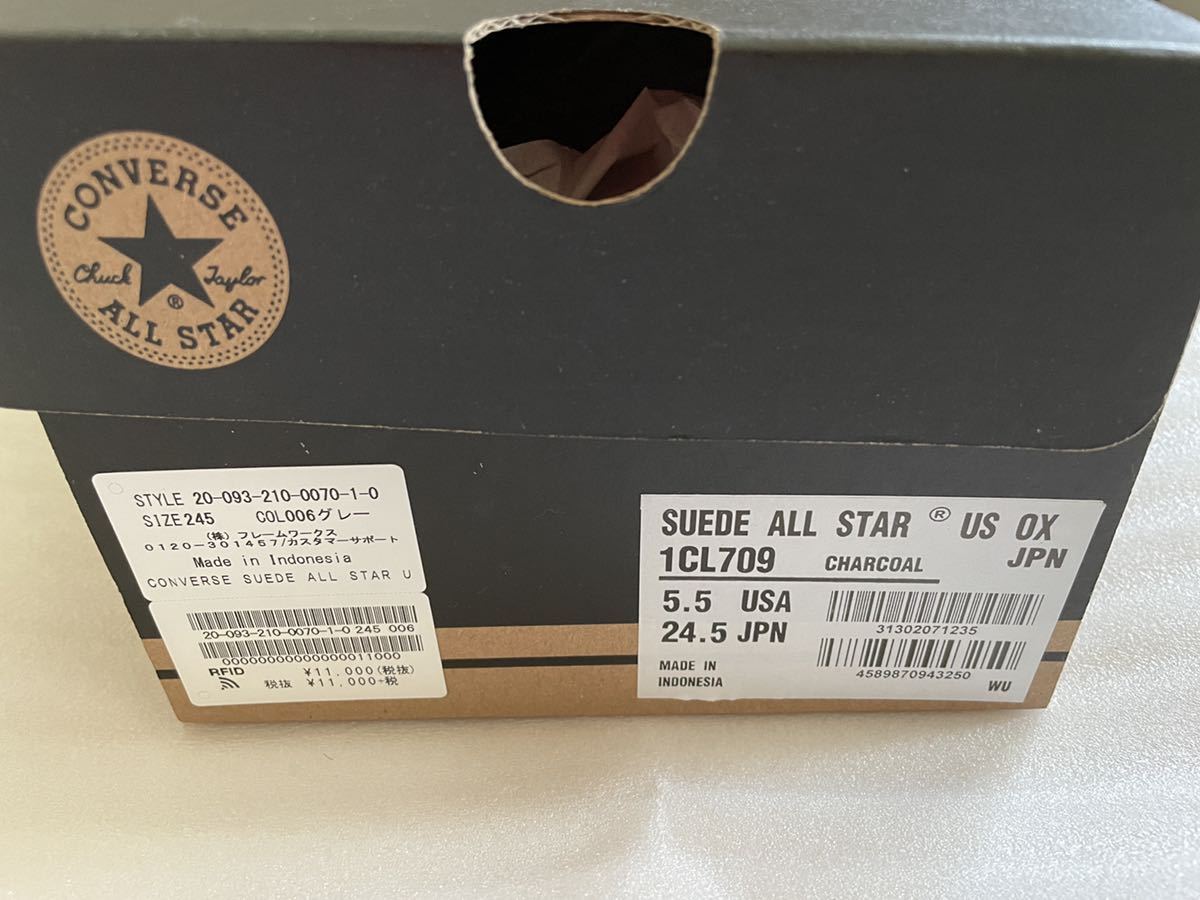 CONVERSE
Chuck Taylor
®
ALL STAR
STYLE 20-093-210-0070-1-0
SIZE245 COL006グレー
(株) フレームワークス
0120-301457/カスタマーサポート
Made in Indonesia
CONVERSE SUEDE ALL STAR U
20-093-210-0070-1-0 245 006
00000000000000011000
RFID ¥11,000(税抜)
税抜 ¥11,000+税
SUEDE ALL STAR ® US OX
1CL709 CHARCOAL JPN
5.5 USA
24.5 JPN
31302071235
MADE IN
INDONESIA
4589870943250
WU